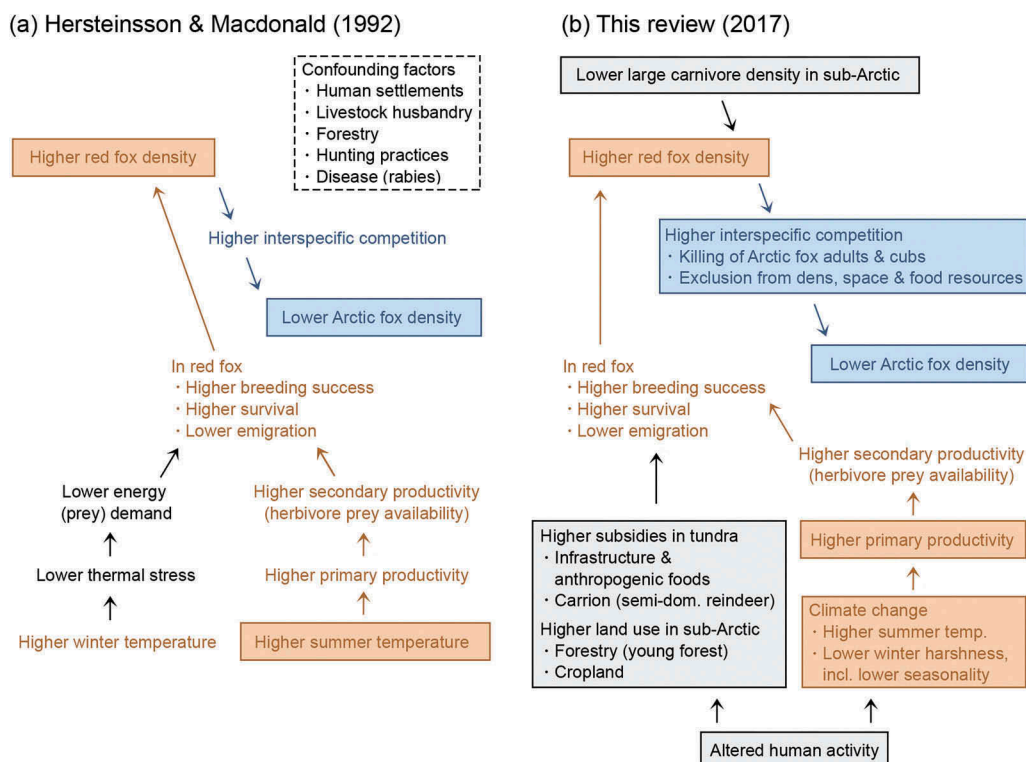 (a) Hersteinsson & Macdonald (1992)
Confounding factors
· Human settlements
· Livestock husbandry
· Forestry
· Hunting practices
· Disease (rabies)
Higher red fox density
Higher interspecific competition
Lower Arctic fox density
In red fox
· Higher breeding success
· Higher survival
· Lower emigration
Lower energy
(prey) demand
Higher secondary productivity
(herbivore prey availability)
Lower thermal stress
Higher primary productivity
Higher winter temperature
Higher summer temperature
(b) This review (2017)
Lower large carnivore density in sub-Arctic
Higher red fox density
Higher interspecific competition
· Killing of Arctic fox adults & cubs
· Exclusion from dens, space & food resources
Lower Arctic fox density
In red fox
· Higher breeding success
· Higher survival
· Lower emigration
Higher secondary productivity
(herbivore prey availability)
Higher primary productivity
Higher subsidies in tundra
· Infrastructure &
anthropogenic foods
· Carrion (semi-dom. reindeer)
Higher land use in sub-Arctic
· Forestry (young forest)
· Cropland
Climate change
· Higher summer temp.
· Lower winter harshness,
incl. lower seasonality
Altered human activity